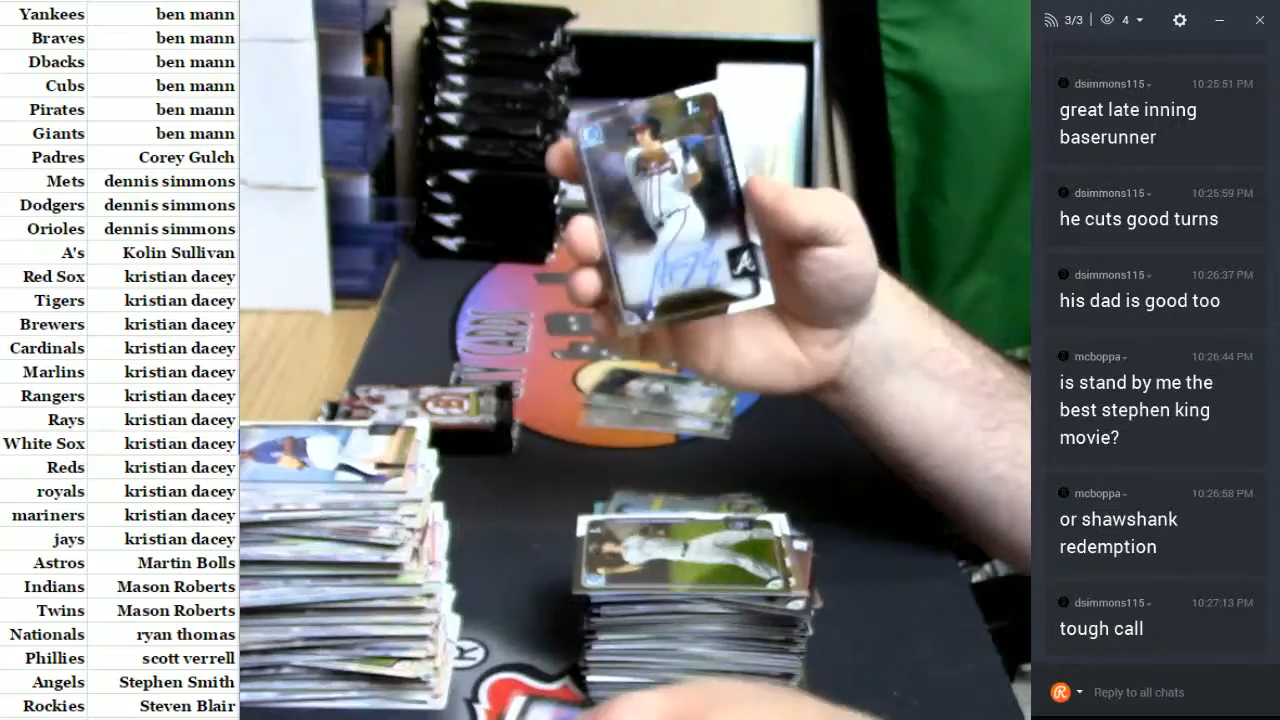 Yankees ben mann
Braves ben mann
Dbacks ben mann
Cubs ben mann
Pirates ben mann
Giants ben mann
Padres Corey Gulch
Mets dennis simmons
Dodgers dennis simmons
Orioles dennis simmons
A's Kolin Sullivan
Red Sox kristian dacey
Tigers kristian dacey
Brewers kristian dacey
Cardinals kristian dacey
Marlins kristian dacey
Rangers kristian dacey
Rays kristian dacey
White Sox kristian dacey
Reds kristian dacey
royals kristian dacey
mariners kristian dacey
jays kristian dacey
Astros Martin Bolls
Indians Mason Roberts
Twins Mason Roberts
Nationals ryan thomas
Phillies scott verrell
Angels Stephen Smith
Rockies Steven Blair
CARDS
3/3 4
dsimmons115 10:25:51 PM
great late inning
baserunner
dsimmons115 10:25:59 PM
he cuts good turns
dsimmons115 10:26:37 PM
his dad is good too
mcboppa 10:26:44 PM
is stand by me the
best stephen king
movie?
mcboppa 10:26:58 PM
or shawshank
redemption
dsimmons115 10:27:13 PM
tough call
Reply to all chats